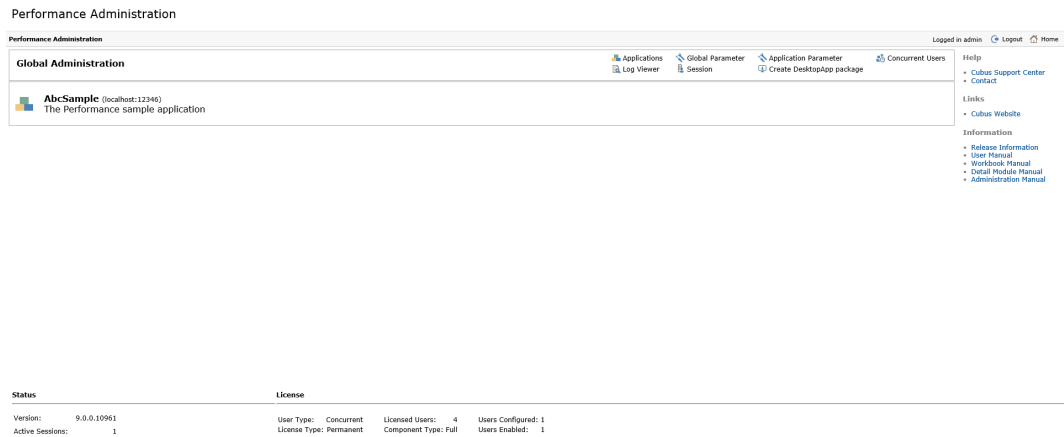 Performance Administration
Performance Administration
Logged in admin Logout Home
Global Administration
Applications Global Parameter Application Parameter Concurrent Users
Log Viewer Session Create DesktopApp package
AbcSample (localhost:12346)
The Performance sample application
Help
Cubus Support Center
Contact
Links
Cubus Website
Information
Release Information
User Manual
Workbook Manual
Detail Module Manual
Administration Manual
Status
Version: 9.0.0.10961
Active Sessions: 1
License
User Type: Concurrent Licensed Users: 4 Users Configured: 1
License Type: Permanent Component Type: Full Users Enabled: 1